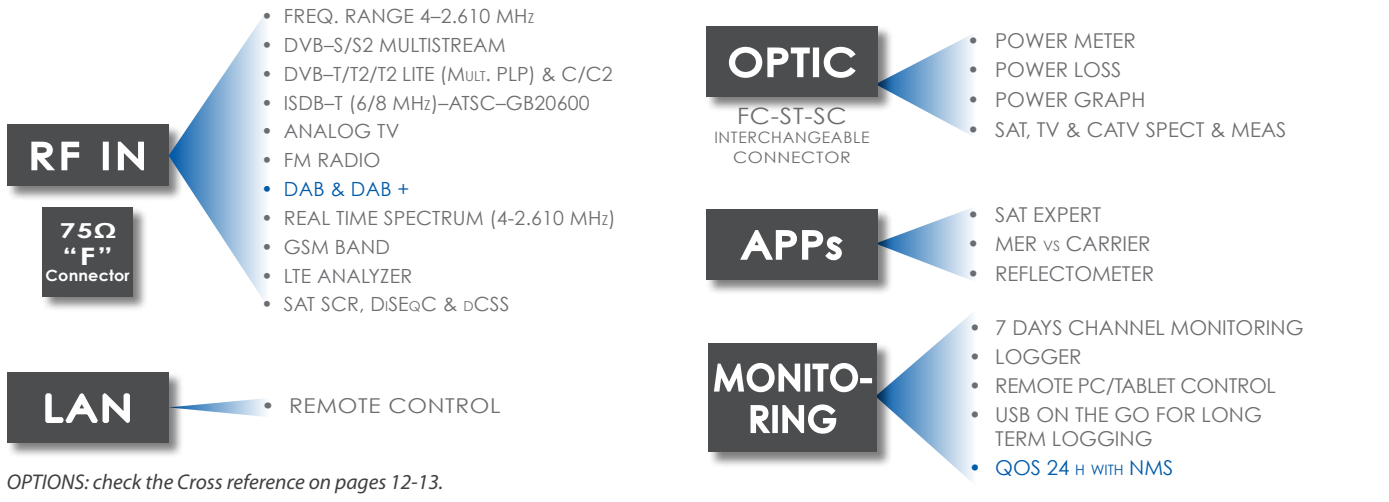 RF IN
75Ω
“F”
Connector
• FREQ. RANGE 4–2.610 MHz
• DVB–S/S2 MULTISTREAM
• DVB–T/T2/T2 LITE (Mult. PLP) & C/C2
• ISDB–T (6/8 MHz)–ATSC–GB20600
• ANALOG TV
• FM RADIO
• DAB & DAB +
• REAL TIME SPECTRUM (4-2.610 MHz)
• GSM BAND
• LTE ANALYZER
• SAT SCR, DiSEqC & dCSS
LAN
• REMOTE CONTROL
OPTIONS: check the Cross reference on pages 12-13.
OPTIC
FC-ST-SC
INTERCHANGEABLE
CONNECTOR
• POWER METER
• POWER LOSS
• POWER GRAPH
• SAT, TV & CATV SPECT & MEAS
APPs
• SAT EXPERT
• MER vs CARRIER
• REFLECTOMETER
MONITO-
RING
• 7 DAYS CHANNEL MONITORING
• LOGGER
• REMOTE PC/TABLET CONTROL
• USB ON THE GO FOR LONG
TERM LOGGING
• QOS 24 h with NMS